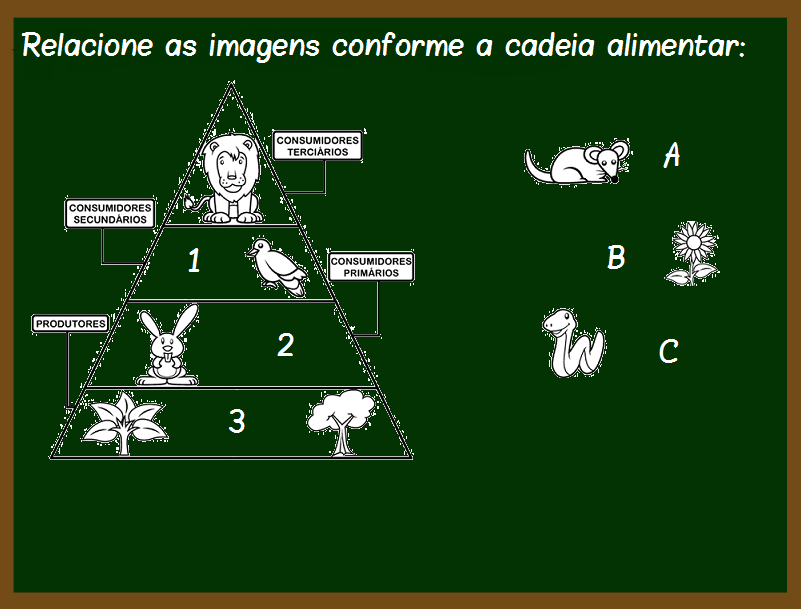 Relacione as imagens conforme a cadeia alimentar:
CONSUMIDORES
TERCIÁRIOS
A
CONSUMIDORES
SECUNDÁRIOS
1
CONSUMIDORES
PRIMÁRIOS
B
PRODUTORES
2
C
3